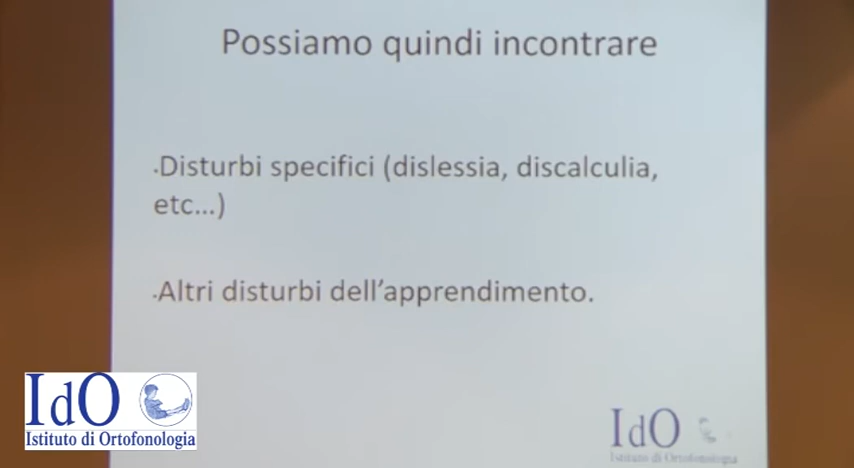 Possiamo quindi incontrare
.Disturbi specifici (dislessia, discalculia,
etc...)
.Altri disturbi dell'apprendimento.
IdO
Istituto di Ortofonologia
IdO
Istituto di Ortofonologia